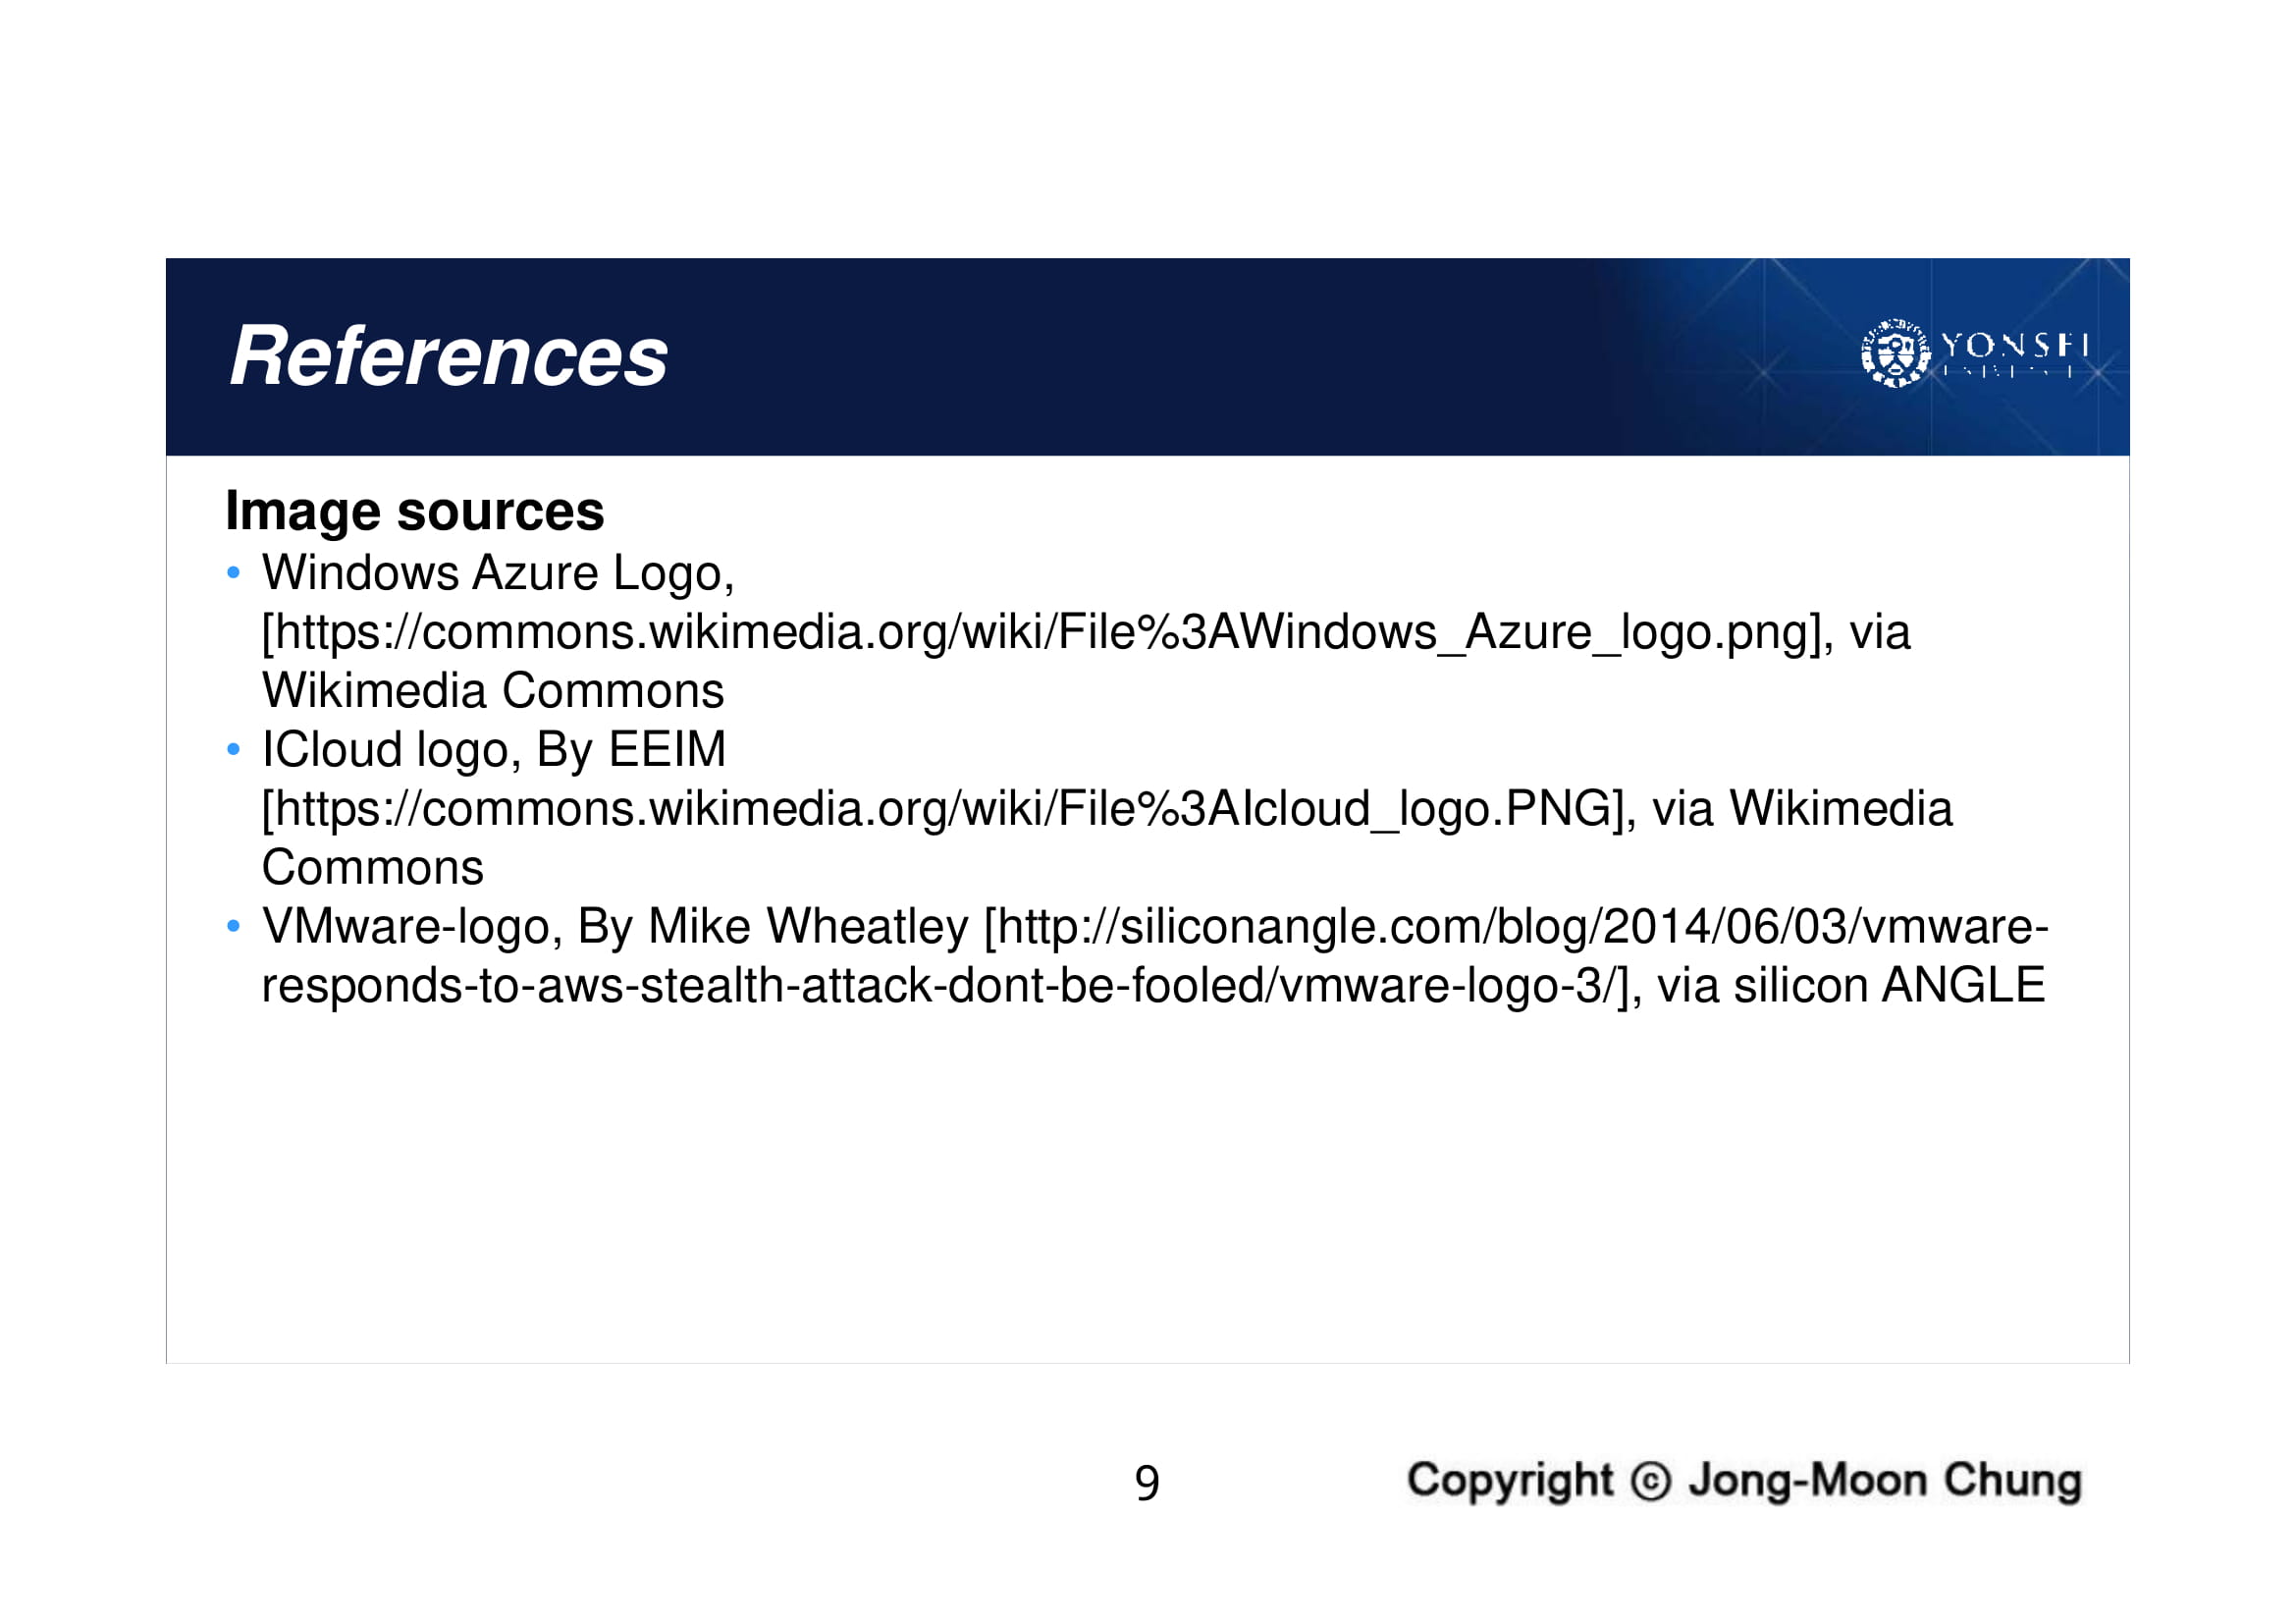 References
YONSEI
Image sources
• Windows Azure Logo,
[https://commons.wikimedia.org/wiki/File%3AWindows_Azure_logo.png], via
Wikimedia Commons
• ICloud logo, By EEIM
[https://commons.wikimedia.org/wiki/File%3AIcloud_logo.PNG], via Wikimedia
Commons
• VMware-logo, By Mike Wheatley [http://siliconangle.com/blog/2014/06/03/vmware-
responds-to-aws-stealth-attack-dont-be-fooled/vmware-logo-3/], via silicon ANGLE
9
Copyright ⓒ Jong-Moon Chung